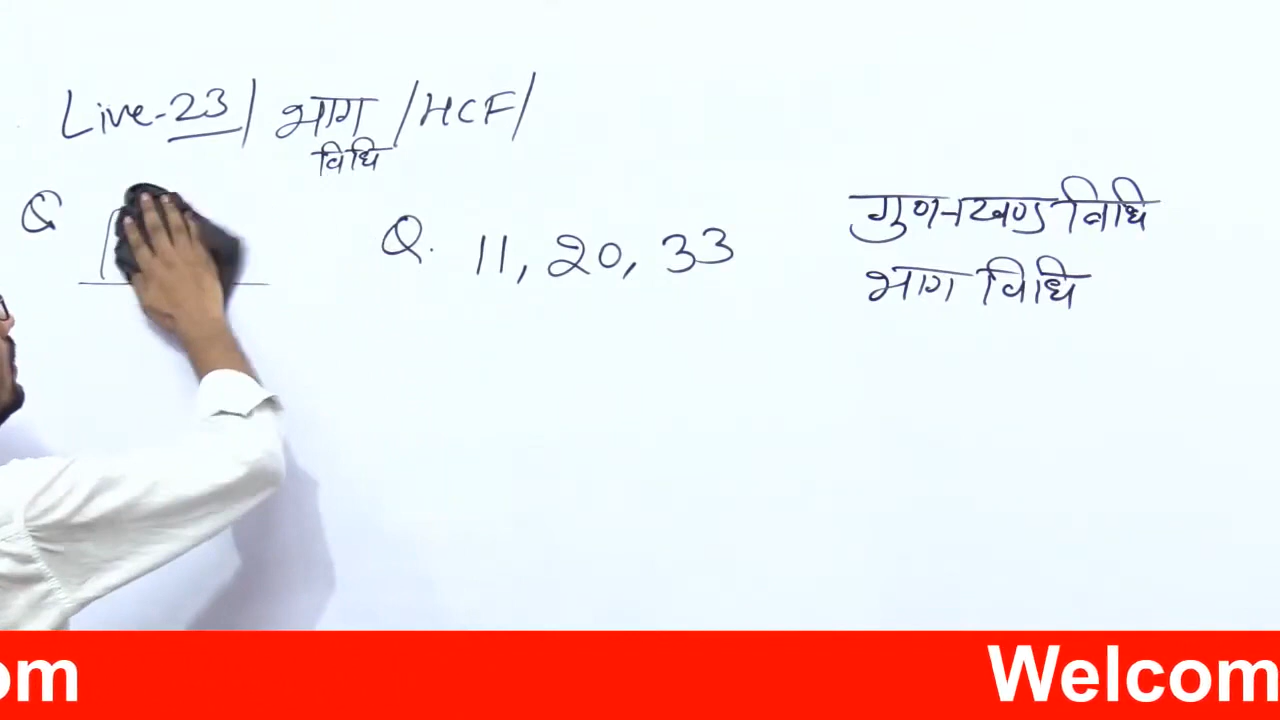 Live-23/ भाग /HCF/
विधि
Q
Q. 11, 20, 33
गुणनखण्ड विधि
भाग विधि
om Welcom